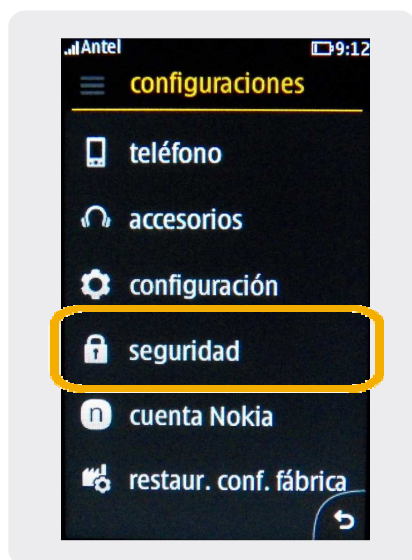 Antel 9:12
configuraciones
teléfono
accesorios
configuración
seguridad
n cuenta Nokia
restaur. conf. fábrica